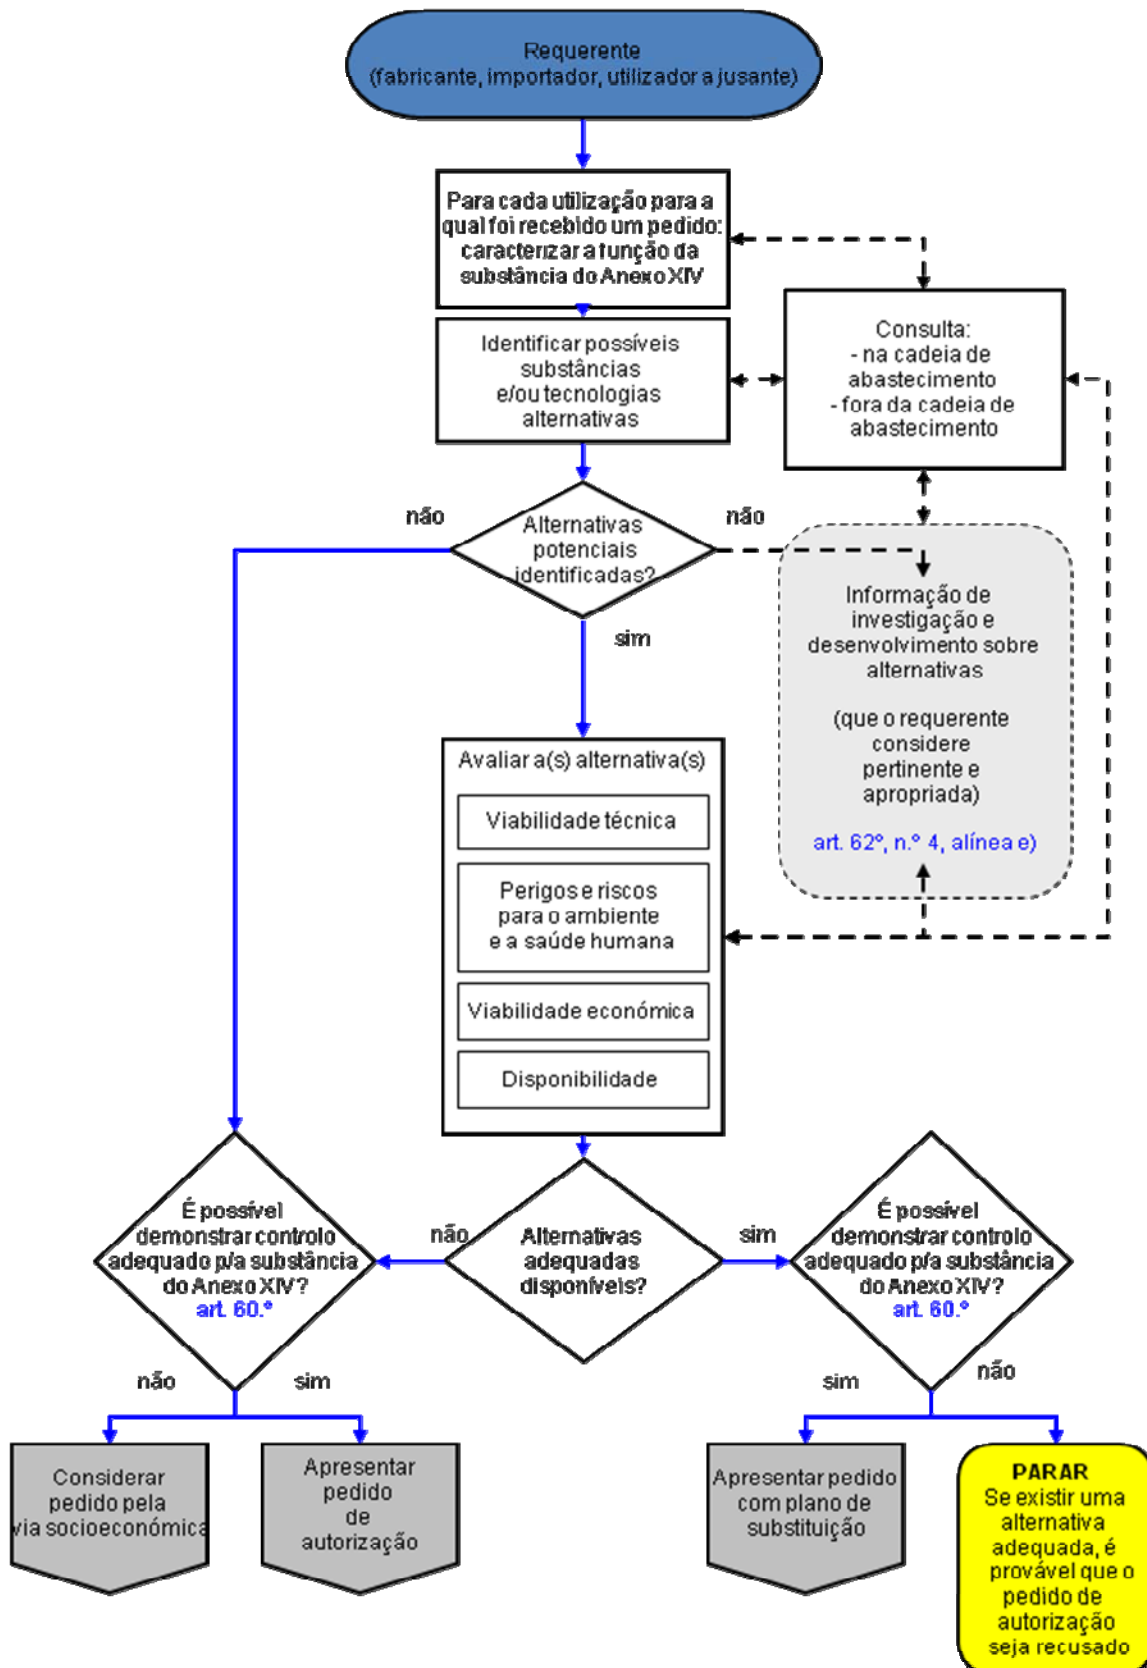 Requerente
(fabricante, importador, utilizador a jusante)
Para cada utilização para a
qual foi recebido um pedido:
caracterizar a função da
substância do Anexo XIV
Identificar possíveis
substâncias
e/ou tecnologias
alternativas
Consulta:
- na cadeia de
abastecimento
- fora da cadeia de
abastecimento
não
Alternativas
potenciais
identificadas?
não
sim
Informação de
investigação e
desenvolvimento sobre
alternativas
(que o requerente
considere
pertinente e
apropriada)
art. 62º, n.º 4, alínea e)
Avaliar a(s) alternativa(s)
Viabilidade técnica
Perigos e riscos
para o ambiente
e a saúde humana
Viabilidade económica
Disponibilidade
É possível
demonstrar controlo
adequado p/a substância
do Anexo XIV?
art. 60.º
não
Alternativas
adequadas
disponíveis?
sim
É possível
demonstrar controlo
adequado p/a substância
do Anexo XIV?
art. 60.º
não
sim
sim
não
Considerar
pedido pela
via socioeconómica
Apresentar
pedido
de
autorização
Apresentar pedido
com plano de
substituição
PARAR
Se existir uma
alternativa
adequada, é
provável que o
pedido de
autorização
seja recusado